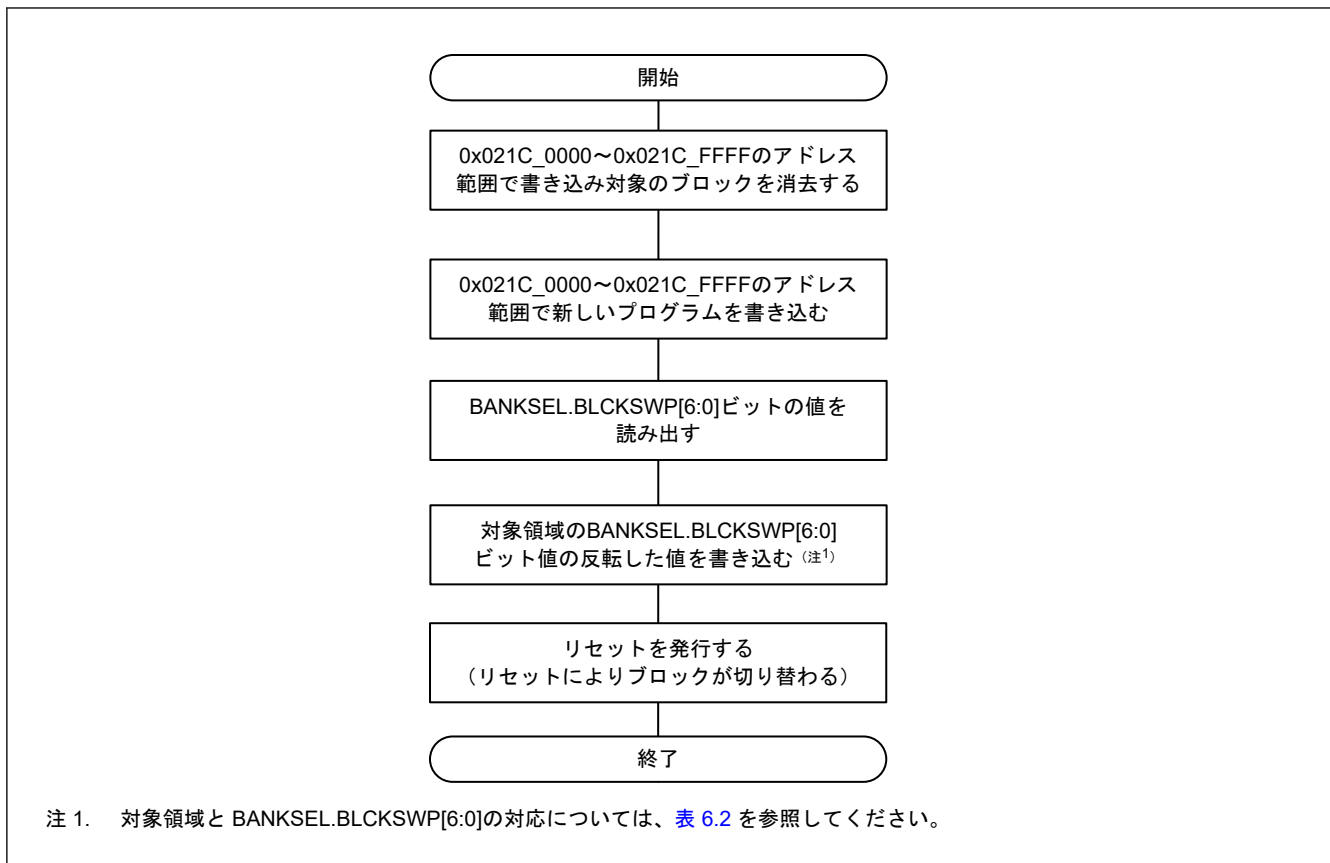 開始
0x021C_0000～0x021C_FFFFのアドレス
範囲で書き込み対象のブロックを消去する
0x021C_0000～0x021C_FFFFのアドレス
範囲で新しいプログラムを書き込む
BANKSEL.BLCKSWP[6:0]ビットの値を
読み出す
対象領域のBANKSEL.BLCKSWP[6:0]
ビット値の反転した値を書き込む（注1）
リセットを発行する
（リセットによりブロックが切り替わる）
終了
注 1. 対象領域と BANKSEL.BLCKSWP[6:0]の対応については、表 6.2 を参照してください。